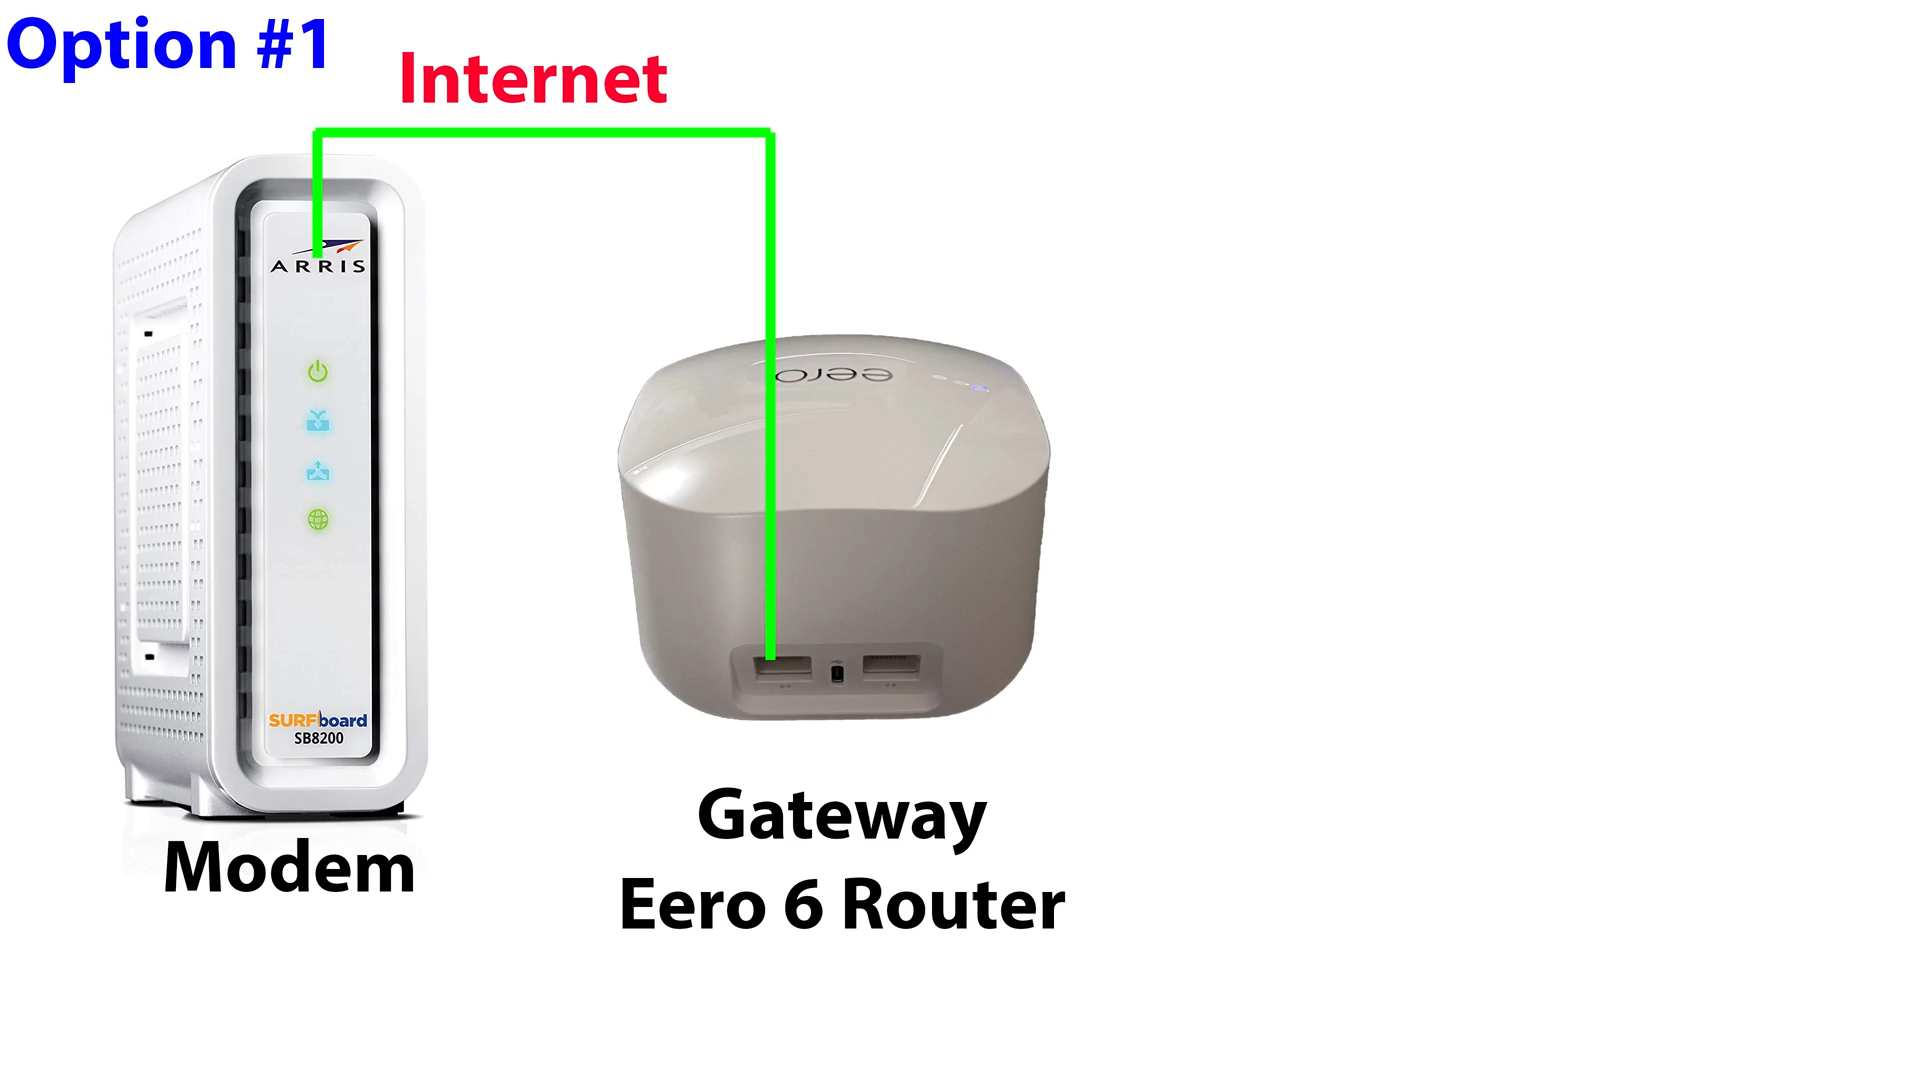 Option #1
Internet
ARRIS
eero
SURFboard
SB8200
Modem
Gateway
Eero 6 Router